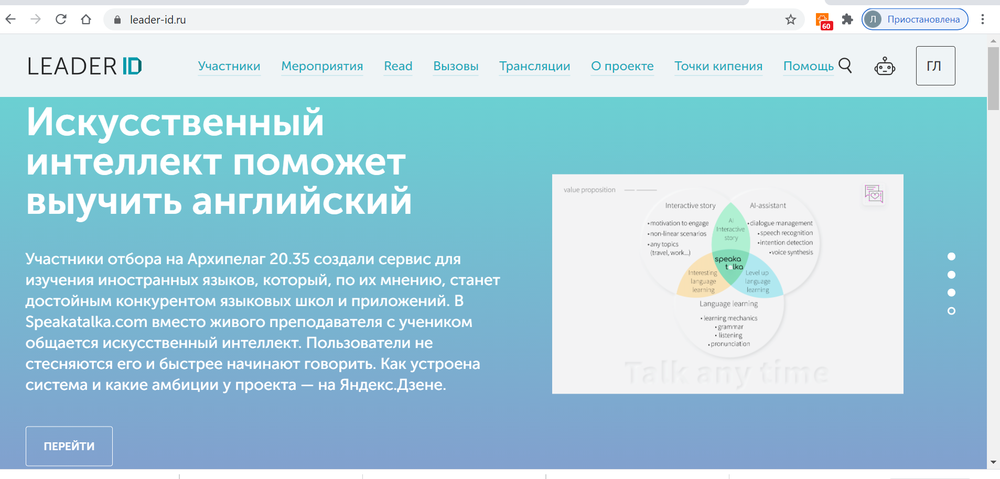 leader-id.ru
60
Л
Приостановлена
LEADER ID
Участники
Мероприятия
Read
Вызовы
Трансляции
О проекте
Точки кипения
Помощь
ГЛ
Искусственный
интеллект поможет
выучить английский
Участники отбора на Архипелаг 20.35 создали сервис для
изучения иностранных языков, который, по их мнению, станет
достойным конкурентом языковых школ и приложений. В
Speakatalka.com вместо живого преподавателя с учеником
общается искусственный интеллект. Пользователи не
стесняются его и быстрее начинают говорить. Как устроена
система и какие амбиции у проекта — на Яндекс.Дзене.
ПЕРЕЙТИ
value proposition
Interactive story
• motivation to engage
• non-linear scenarios
• any topics
(travel, work...)
AI-assistant
• dialogue management
• speech recognition
• intention detection
• voice synthesis
AI
Interactive
story
speaka
talka
Interesting
language
learning
Level up
language
learning
Language learning
• learning mechanics
• grammar
• listening
• pronunciation
Talk any time